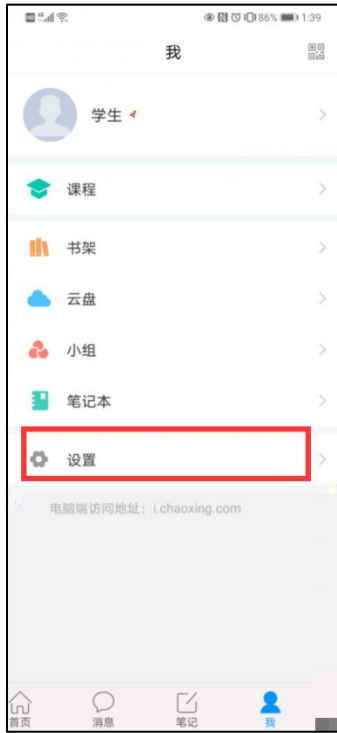 86% 1:39
我
学生
课程
书架
云盘
小组
笔记本
设置
电脑端访问地址：i.chaoxing.com
首页 消息 笔记 我